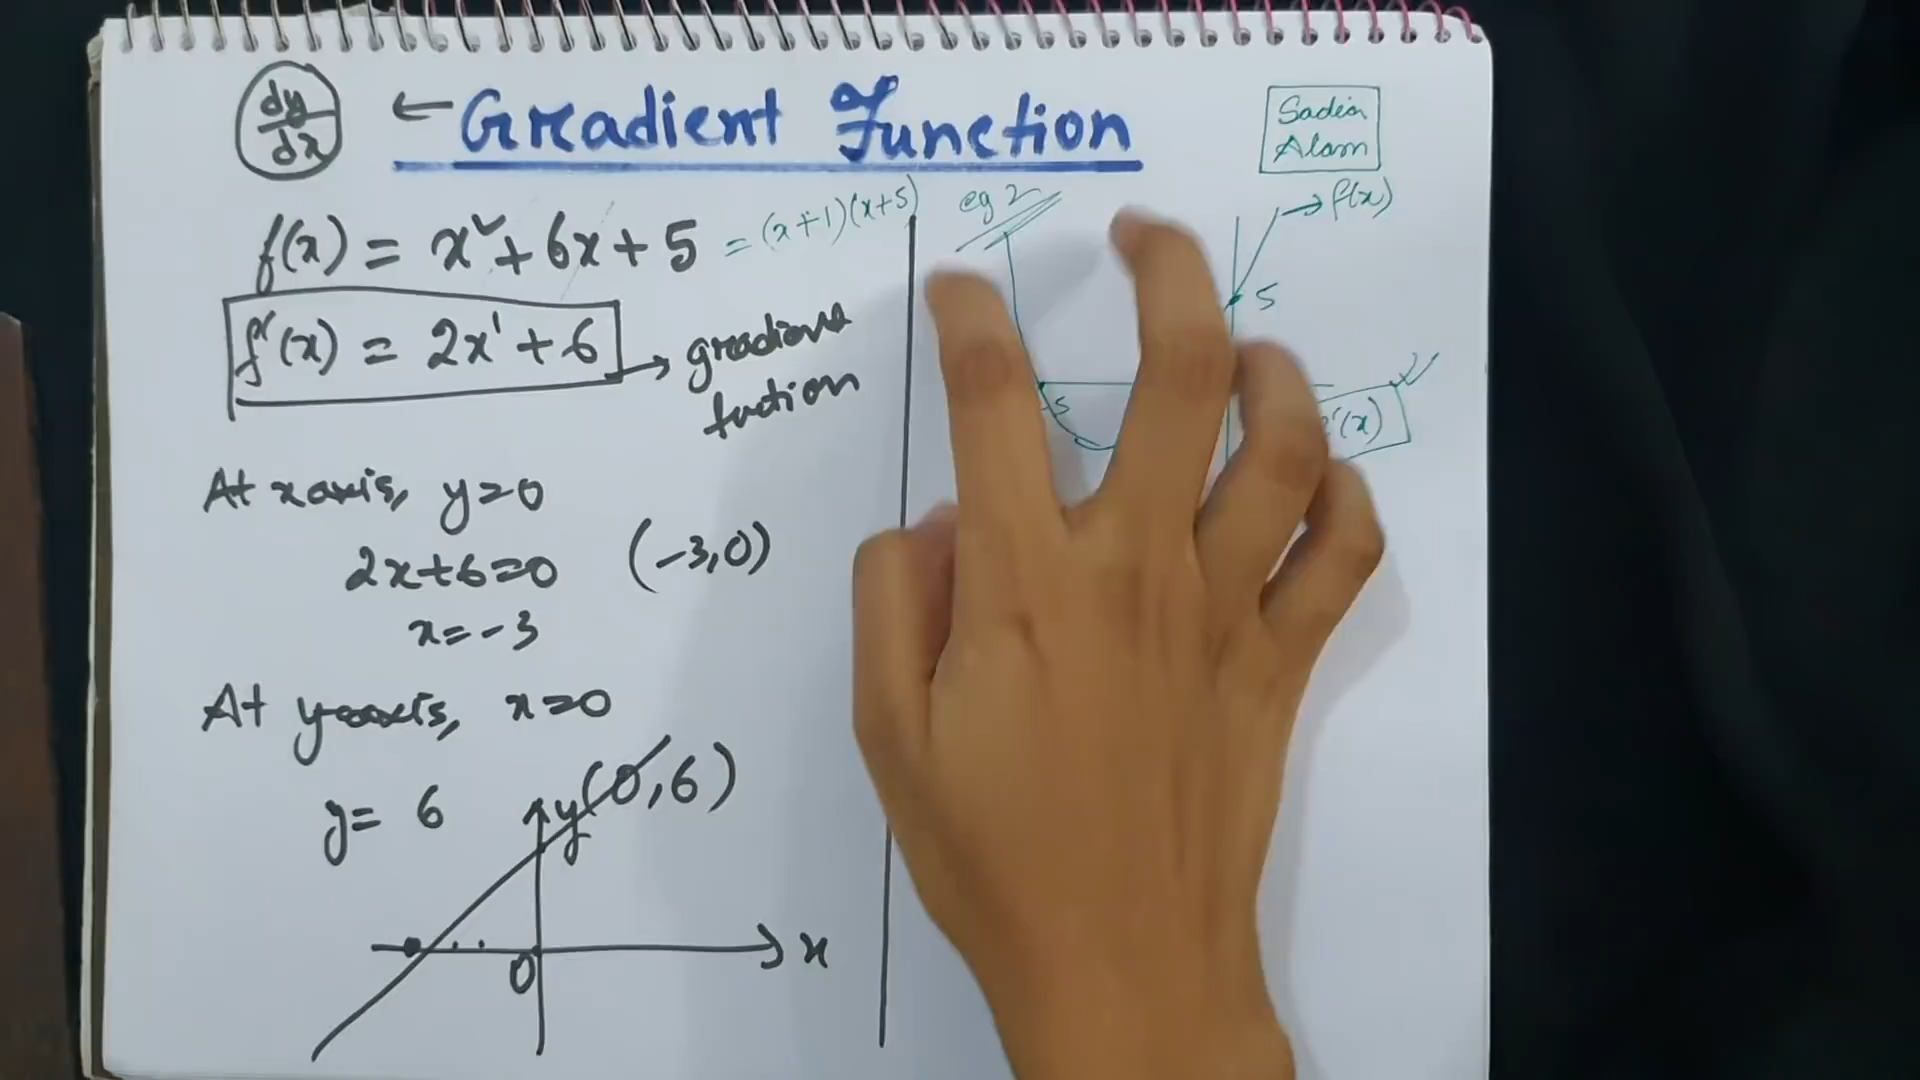 dy/dx ← Gradient Function
Sadia
Alam
f(x) = x² + 6x + 5 = (x+1)(x+5)
f'(x) = 2x¹ + 6 → gradient
fuction
At x axis, y=0
2x+6=0 (-3,0)
x=-3
At y-axis, x=0
y= 6 (0,6)
y
x
0
eg 2
→ f(x)
5
'(x)